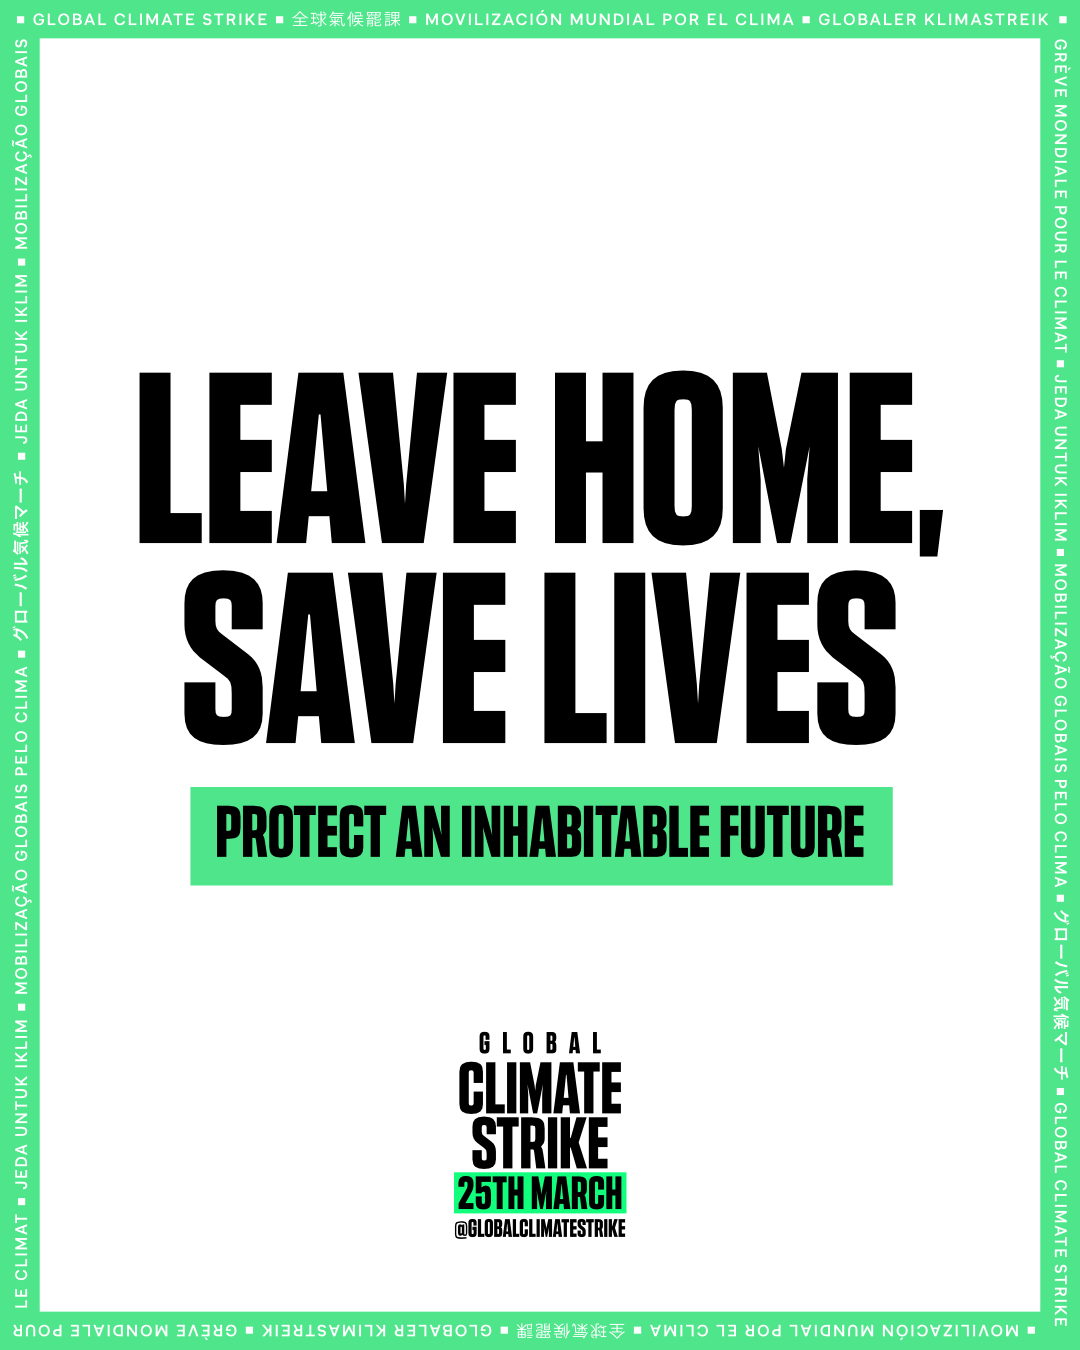 ■ GLOBAL CLIMATE STRIKE ■ 全球氣候罷課 ■ MOVILIZACIÓN MUNDIAL POR EL CLIMA ■ GLOBALER KLIMASTREIK ■
GRÈVE MONDIALE POUR LE CLIMAT ■ JEDA UNTUK IKLIM ■ MOBILIZAÇÃO GLOBAIS PELO CLIMA ■ グローバル気候マーチ ■ GLOBAL CLIMATE STRIKE
■ MOVILIZACIÓN MUNDIAL POR EL CLIMA ■ 全球氣候罷課 ■ GLOBALER KLIMASTREIK ■ GRÈVE MONDIALE POUR
LE CLIMAT ■ JEDA UNTUK IKLIM ■ MOBILIZAÇÃO GLOBAIS PELO CLIMA ■ グローバル気候マーチ ■ JEDA UNTUK IKLIM ■ MOBILIZAÇÃO GLOBAIS
LEAVE HOME,
SAVE LIVES
PROTECT AN INHABITABLE FUTURE
GLOBAL
CLIMATE
STRIKE
25TH MARCH
@GLOBALCLIMATESTRIKE